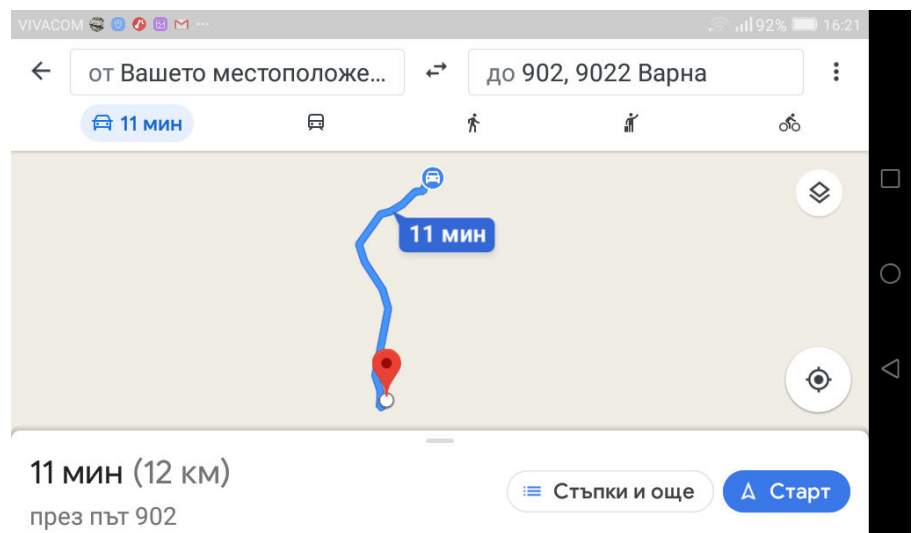 VIVACOM 92% 16:21
от Вашето местоположе... до 902, 9022 Варна
11 мин
11 мин
11 мин (12 км)
през път 902
Стъпки и още
Старт